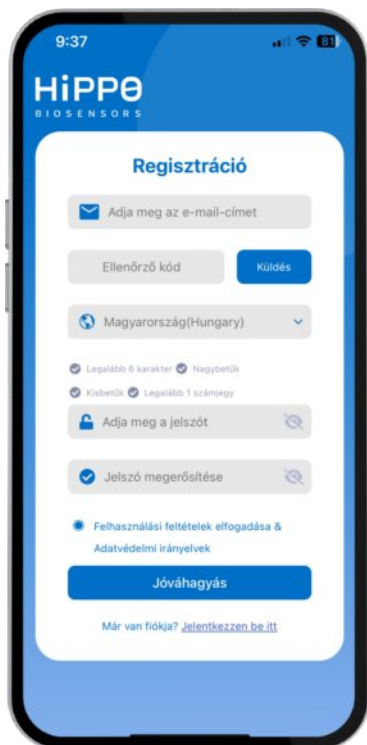 9:37
81
HiPPO
BIOSENSORS
Regisztráció
Adja meg az e-mail-címet
Ellenőrző kód
Küldés
Magyarország(Hungary)
Legalább 6 karakter Nagybetűk
Kisbetűk Legalább 1 számjegy
Adja meg a jelszót
Jelszó megerősítése
Felhasználási feltételek elfogadása &
Adatvédelmi irányelvek
Jóváhagyás
Már van fiókja? Jelentkezzen be itt